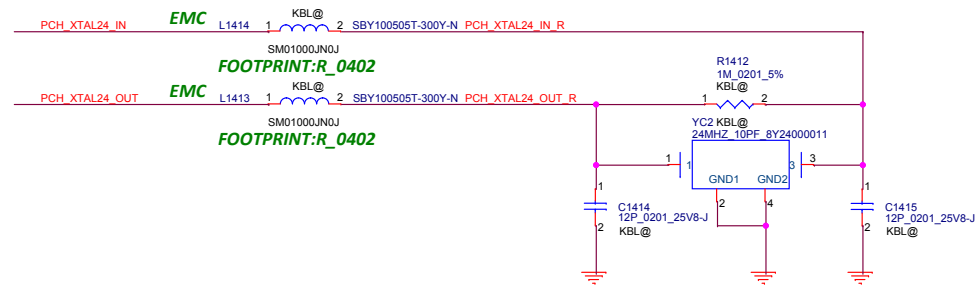 EMC KBL@
PCH_XTAL24_IN L1414 1 2 SBY100505T-300Y-N PCH_XTAL24_IN_R
SM01000JN0J
FOOTPRINT:R_0402
R1412
1M_0201_5%
KBL@
EMC KBL@
PCH_XTAL24_OUT L1413 1 2 SBY100505T-300Y-N PCH_XTAL24_OUT_R
1 2
SM01000JN0J
FOOTPRINT:R_0402
YC2 KBL@
24MHZ_10PF_8Y24000011
1 1 3 3
GND1 GND2
2 4
1
C1414
12P_0201_25V8-J
2
KBL@
1
C1415
12P_0201_25V8-J
2
KBL@